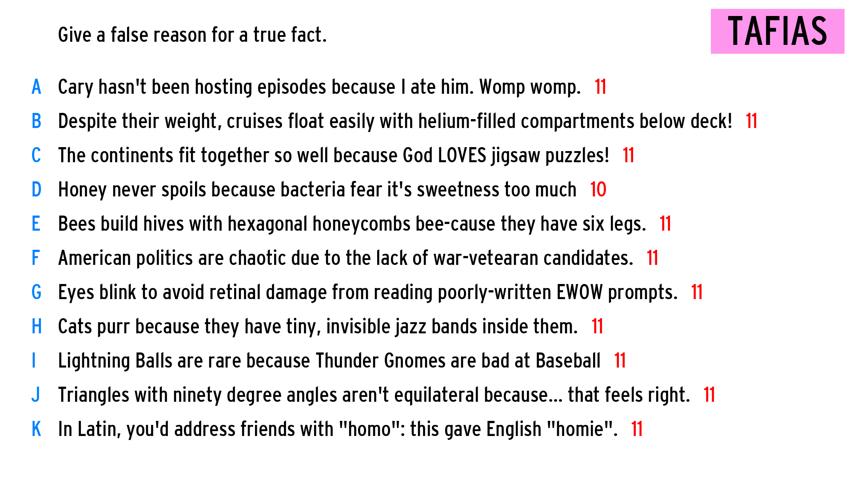 Give a false reason for a true fact.
TAFIAS
A Cary hasn't been hosting episodes because I ate him. Womp womp. 11
B Despite their weight, cruises float easily with helium-filled compartments below deck! 11
C The continents fit together so well because God LOVES jigsaw puzzles! 11
D Honey never spoils because bacteria fear it's sweetness too much 10
E Bees build hives with hexagonal honeycombs bee-cause they have six legs. 11
F American politics are chaotic due to the lack of war-vetearan candidates. 11
G Eyes blink to avoid retinal damage from reading poorly-written EWOW prompts. 11
H Cats purr because they have tiny, invisible jazz bands inside them. 11
I Lightning Balls are rare because Thunder Gnomes are bad at Baseball 11
J Triangles with ninety degree angles aren't equilateral because... that feels right. 11
K In Latin, you'd address friends with "homo": this gave English "homie". 11